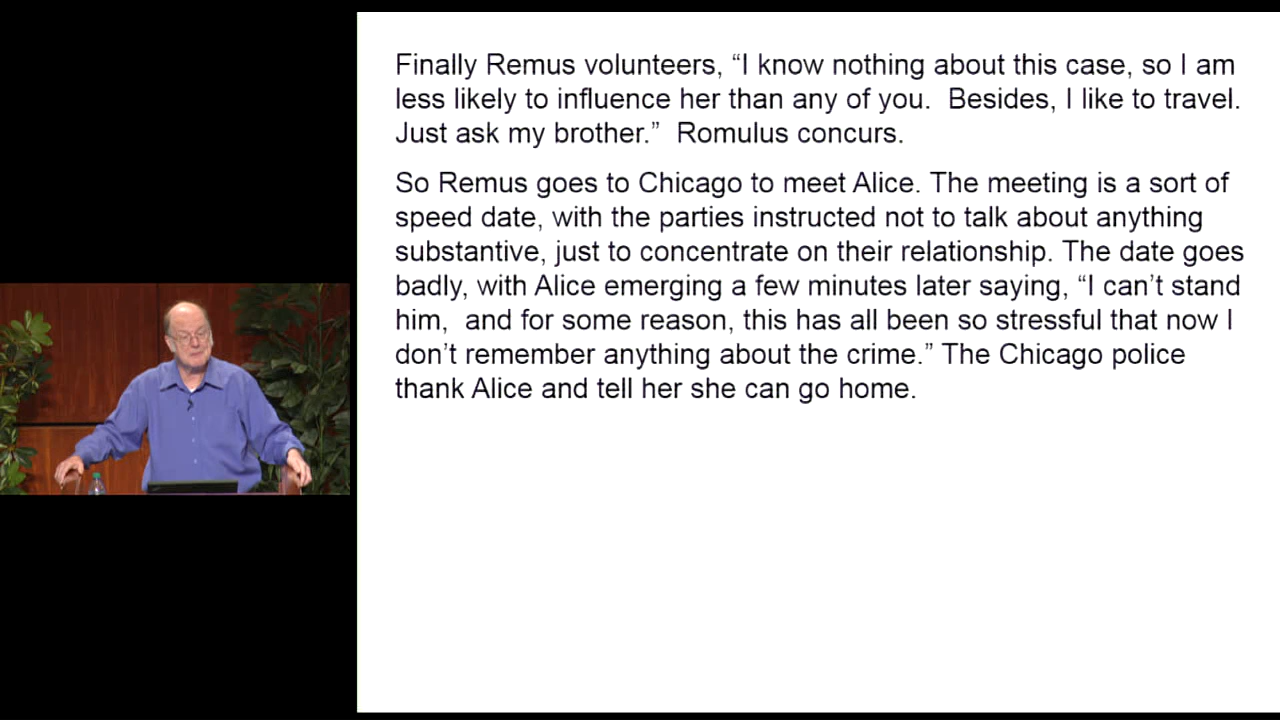 Finally Remus volunteers, “I know nothing about this case, so I am
less likely to influence her than any of you.  Besides, I like to travel.
Just ask my brother.”  Romulus concurs.
So Remus goes to Chicago to meet Alice. The meeting is a sort of
speed date, with the parties instructed not to talk about anything
substantive, just to concentrate on their relationship. The date goes
badly, with Alice emerging a few minutes later saying, “I can’t stand
him,  and for some reason, this has all been so stressful that now I
don’t remember anything about the crime.” The Chicago police
thank Alice and tell her she can go home.